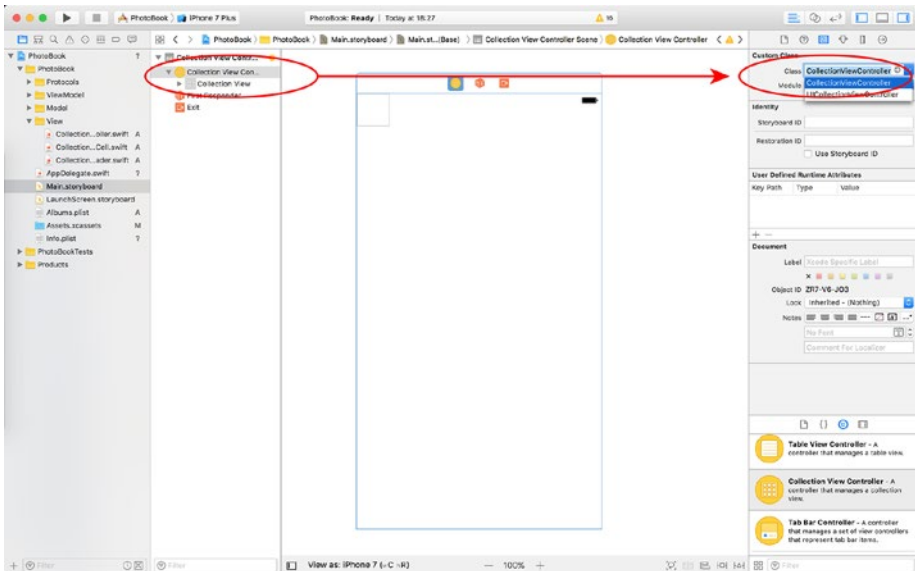 PhotoBook iPhone 7 Plus
PhotoBook: Ready | Today at 18:27
PhotoBook PhotoBook Main.storyboard Main.st...(Base) Collection View Controller Scene Collection View Controller
PhotoBook ?
PhotoBook
Protocols
ViewModel
Model
View
Collection...oller.swift A
Collection...Cell.swift A
Collection...ader.swift A
AppDelegate.swift ?
Main.storyboard
LaunchScreen.storyboard
Albums.plist A
Assets.xcassets M
Info.plist ?
PhotoBookTests
Products
Filter
Collection View Contr...
Collection View Con...
Collection View
First Responder
Exit
Filter
View as: iPhone 7 (wC hR)
100%
Custom Class
Class CollectionViewController
CollectionViewController
UICollectionViewController
Module
Identity
Storyboard ID
Restoration ID
Use Storyboard ID
User Defined Runtime Attributes
Key Path Type Value
Document
Label Xcode Specific Label
Object ID ZR7-V6-JO3
Lock Inherited - (Nothing)
Notes
No Font
Comment For Localizer
Table View Controller - A
controller that manages a table view.
Collection View Controller - A
controller that manages a collection
view.
Tab Bar Controller - A controller
that manages a set of view controllers
that represent tab bar items.
Filter